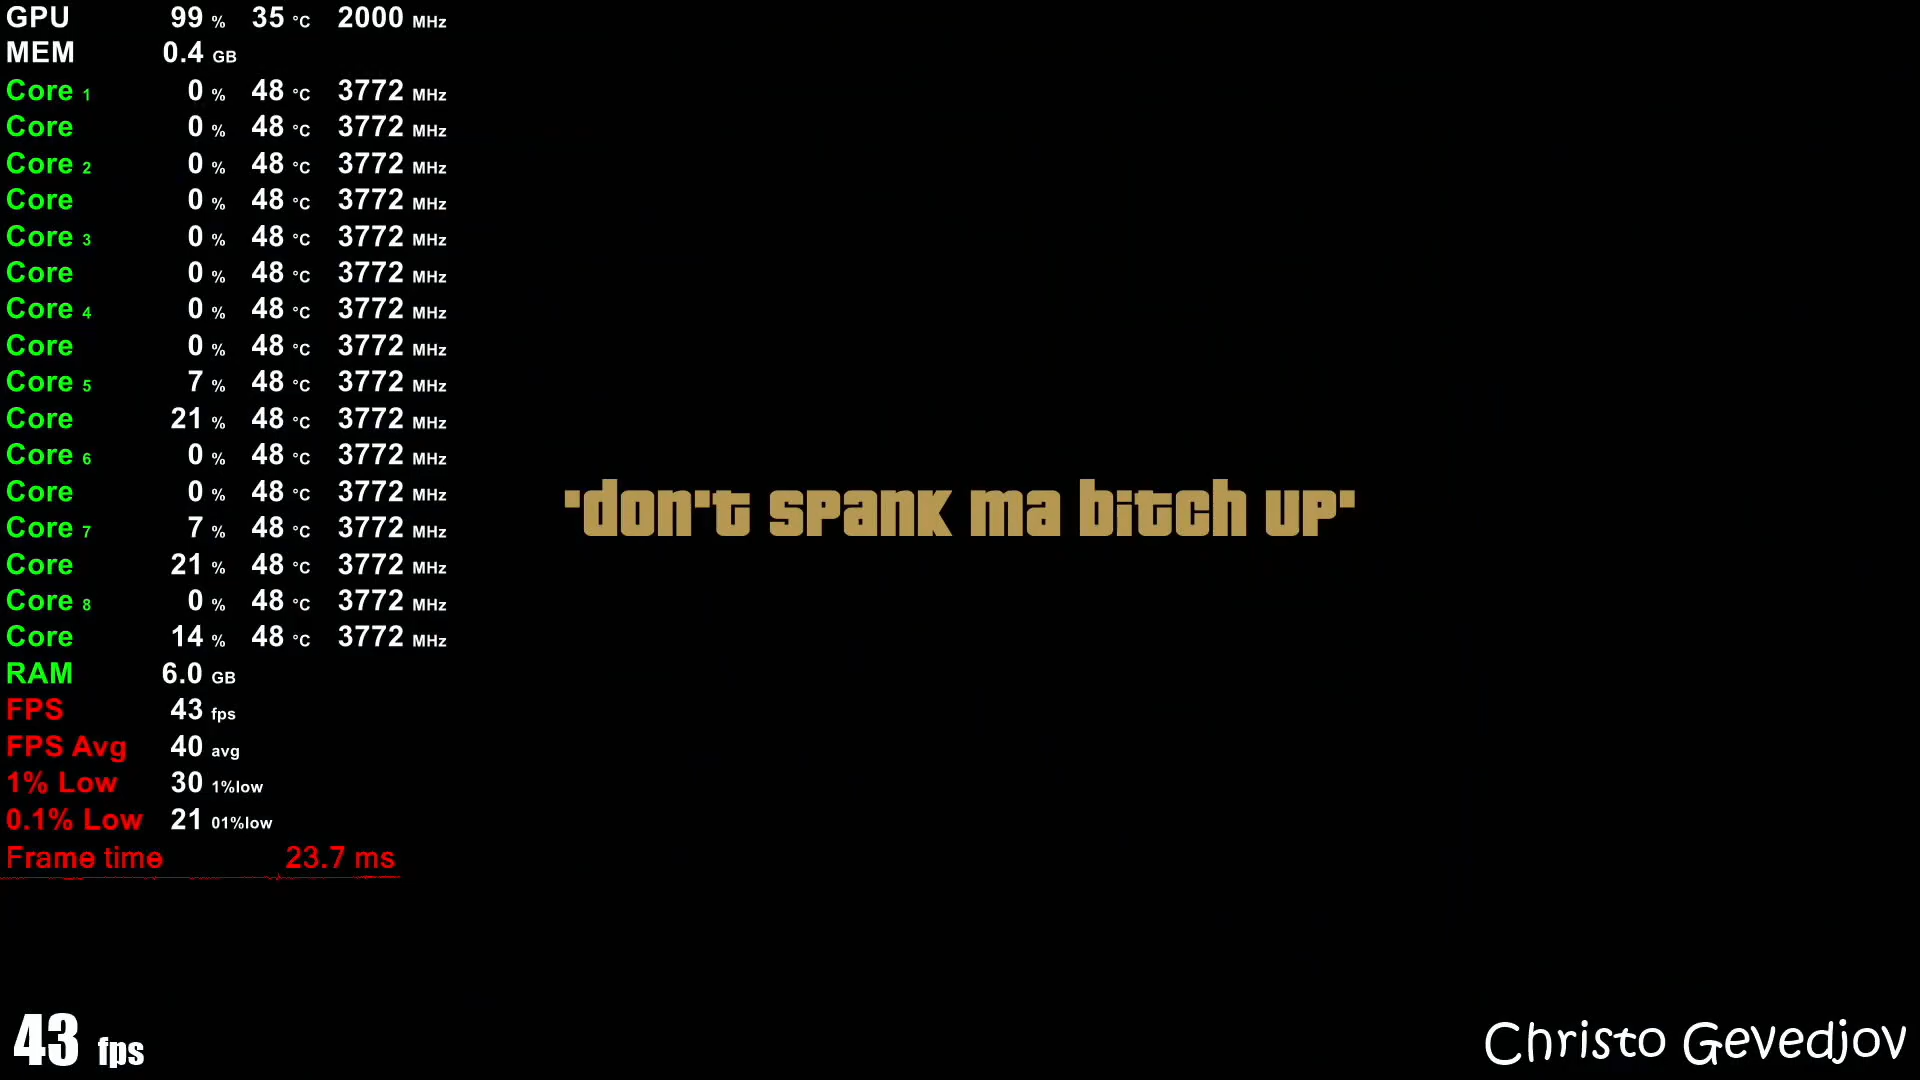 GPU 99 % 35 °C 2000 MHz
MEM 0.4 GB
Core 1 0 % 48 °C 3772 MHz
Core 0 % 48 °C 3772 MHz
Core 2 0 % 48 °C 3772 MHz
Core 0 % 48 °C 3772 MHz
Core 3 0 % 48 °C 3772 MHz
Core 0 % 48 °C 3772 MHz
Core 4 0 % 48 °C 3772 MHz
Core 0 % 48 °C 3772 MHz
Core 5 7 % 48 °C 3772 MHz
Core 21 % 48 °C 3772 MHz
Core 6 0 % 48 °C 3772 MHz
Core 0 % 48 °C 3772 MHz
Core 7 7 % 48 °C 3772 MHz
Core 21 % 48 °C 3772 MHz
Core 8 0 % 48 °C 3772 MHz
Core 14 % 48 °C 3772 MHz
RAM 6.0 GB
FPS 43 fps
FPS Avg 40 avg
1% Low 30 1%low
0.1% Low 21 01%low
Frame time 23.7 ms
'don't spank ma bitch up'
43 fps
Christo Gevedjov